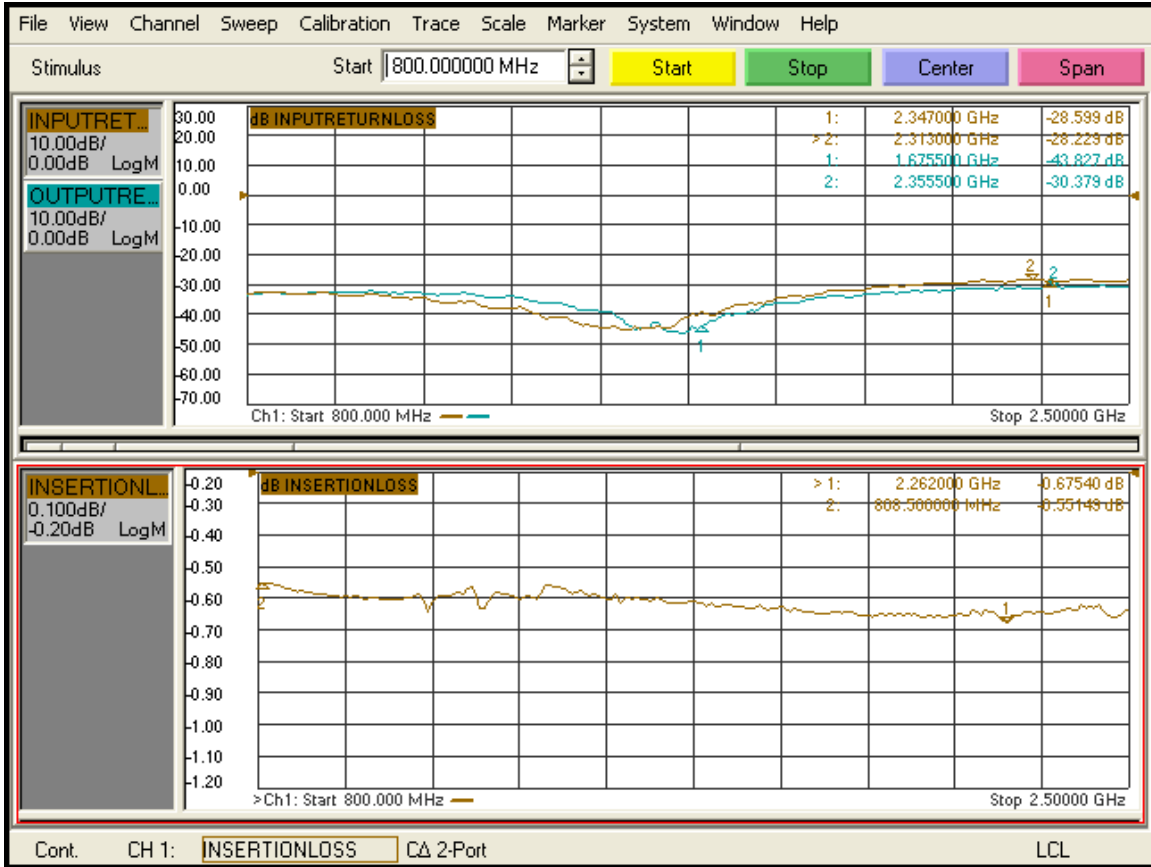 File View Channel Sweep Calibration Trace Scale Marker System Window Help
Stimulus Start 800.000000 MHz Start Stop Center Span
INPUTRET...
10.00dB/
0.00dB LogM
OUTPUTRE...
10.00dB/
0.00dB LogM
30.00
20.00
10.00
0.00
-10.00
-20.00
-30.00
-40.00
-50.00
-60.00
-70.00
dB INPUTRETURNLOSS
1: 2.347000 GHz -28.599 dB
> 2: 2.313000 GHz -28.229 dB
1: 1.675500 GHz -43.827 dB
2: 2.355500 GHz -30.379 dB
2
2
1
1
Ch1: Start 800.000 MHz
Stop 2.50000 GHz
INSERTIONL...
0.100dB/
-0.20dB LogM
-0.20
-0.30
-0.40
-0.50
-0.60
-0.70
-0.80
-0.90
-1.00
-1.10
-1.20
dB INSERTIONLOSS
> 1: 2.262000 GHz -0.67540 dB
2: 808.500000 MHz -0.55149 dB
2
1
>Ch1: Start 800.000 MHz
Stop 2.50000 GHz
Cont. CH 1: INSERTIONLOSS CΔ 2-Port LCL